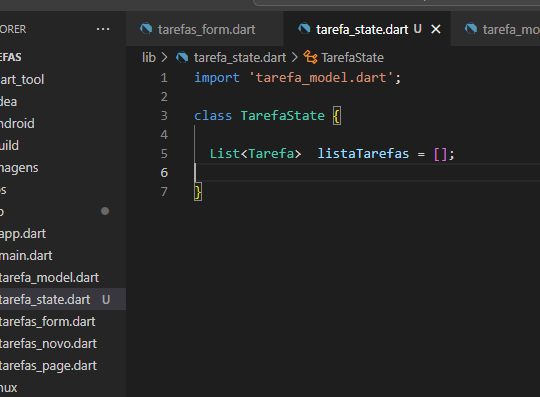 tarefas_form.dart
tarefa_state.dart U
tarefa_mo
ORER
lib > tarefa_state.dart > TarefaState
EFAS
art_tool
dea
ndroid
uild
nagens
s
o
app.dart
main.dart
tarefa_model.dart
tarefa_state.dart U
tarefas_form.dart
tarefas_novo.dart
tarefas_page.dart
nux
1 import 'tarefa_model.dart';
2
3 class TarefaState {
4
5 List<Tarefa>  listaTarefas = [];
6
7 }